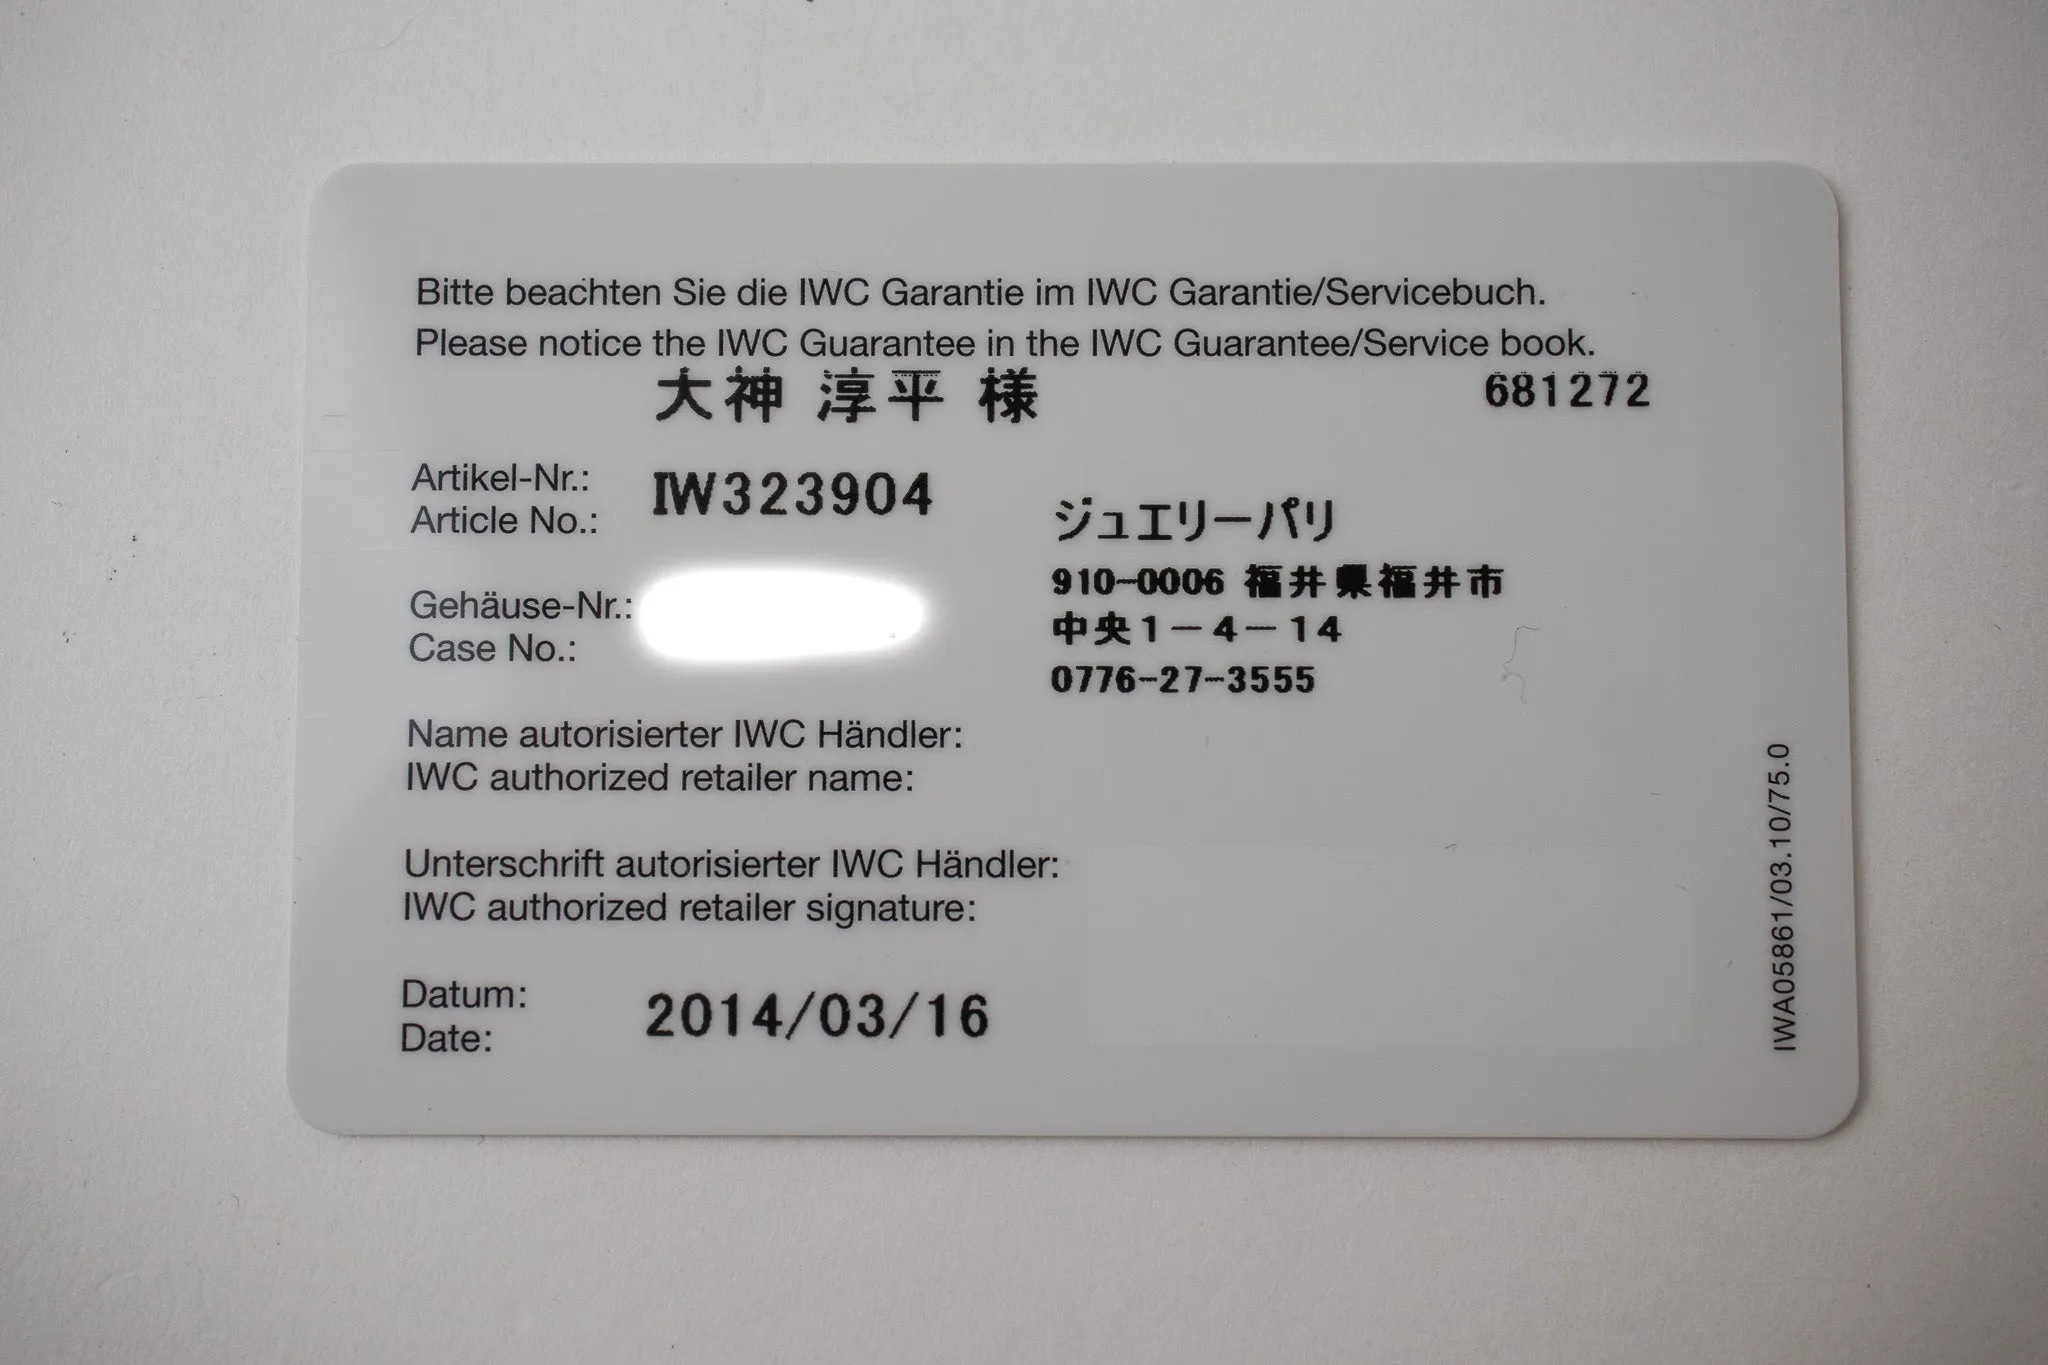 Bitte beachten Sie die IWC Garantie im IWC Garantie/Servicebuch.
Please notice the IWC Guarantee in the IWC Guarantee/Service book.
大神 淳平 様
681272
Artikel-Nr.:
Article No.:
IW323904
ジュエリーパリ
910-0006 福井県福井市
中央1-4-14
0776-27-3555
Gehäuse-Nr.:
Case No.:
Name autorisierter IWC Händler:
IWC authorized retailer name:
Unterschrift autorisierter IWC Händler:
IWC authorized retailer signature:
Datum:
Date:
2014/03/16
IWA05861/03.10/75.0